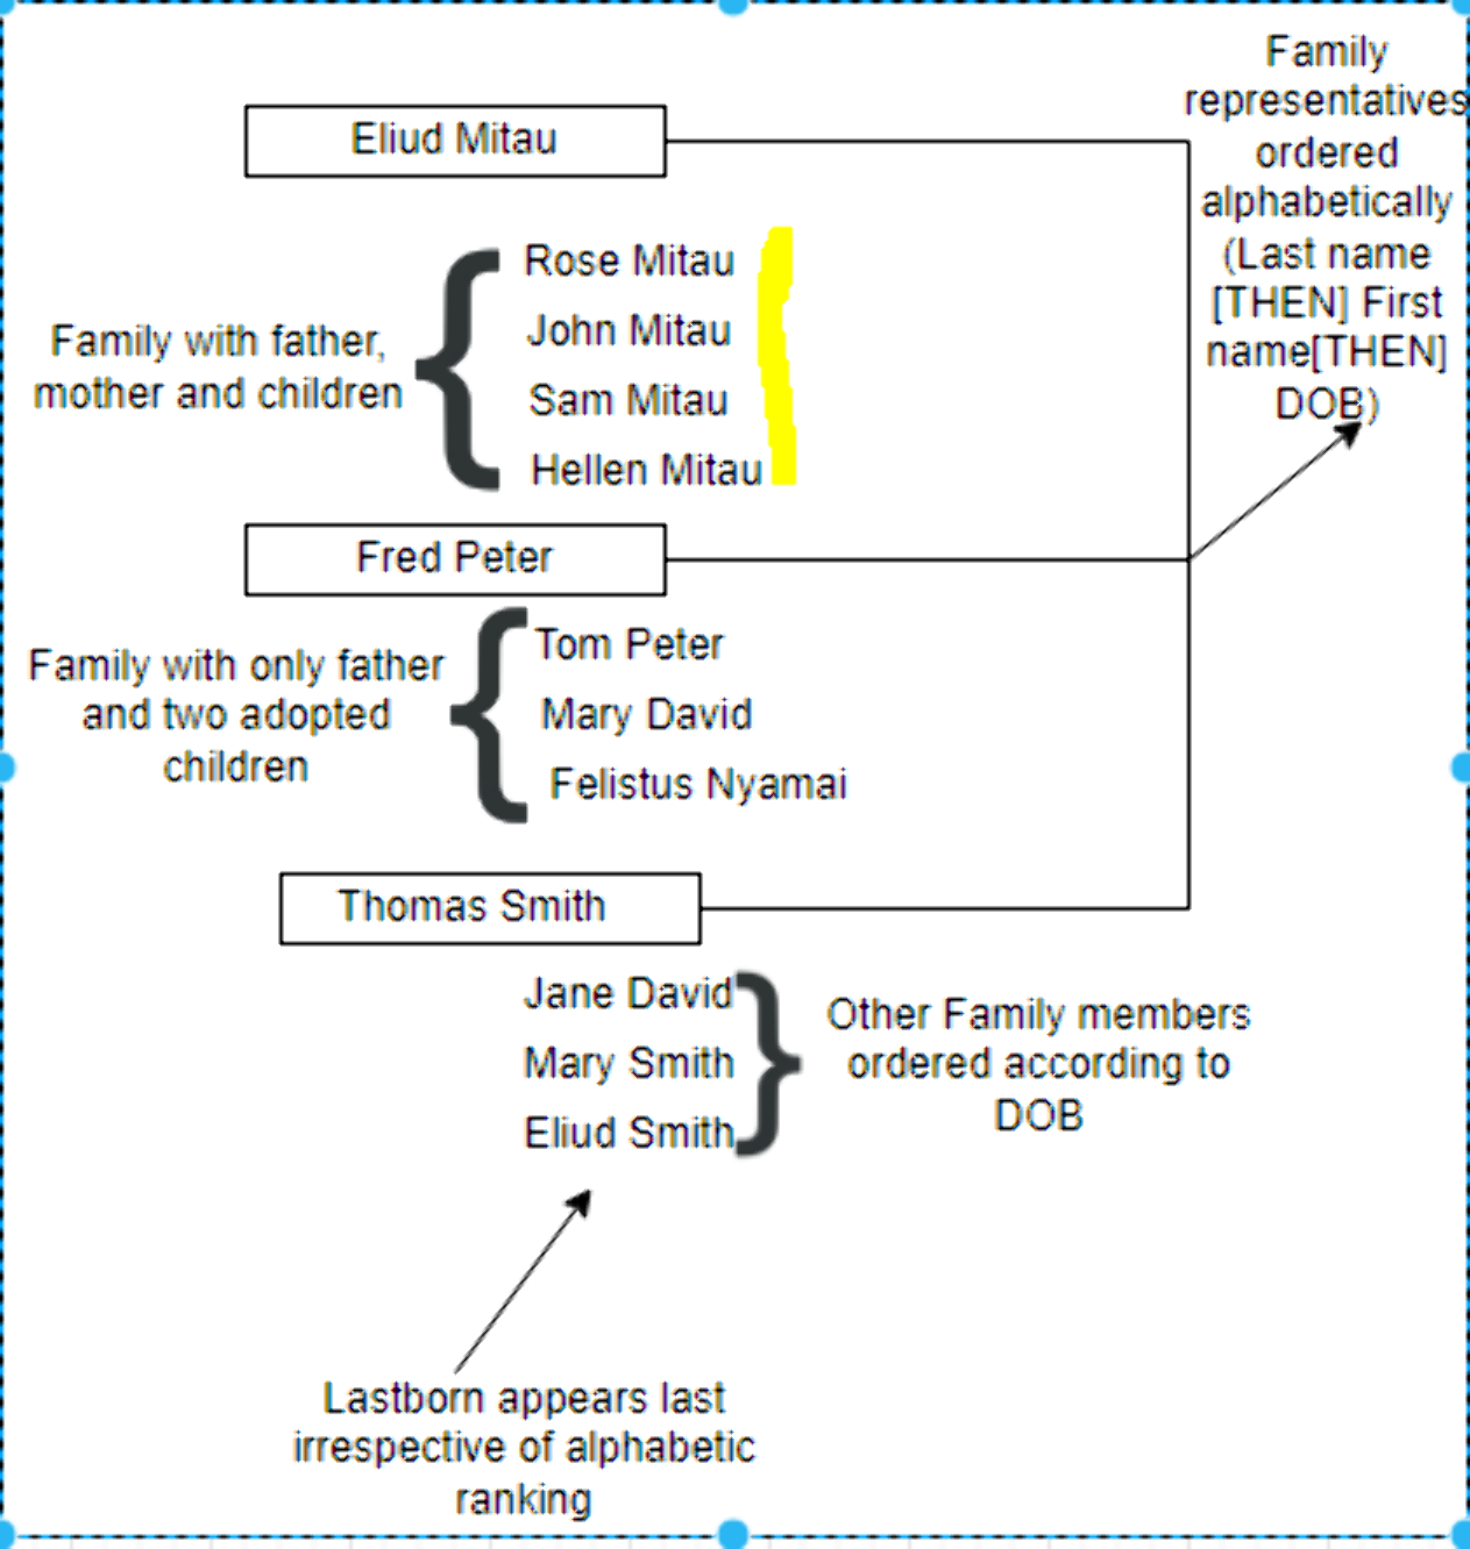 Family
representatives
ordered
alphabetically
(Last name
[THEN] First
name[THEN]
DOB)
Eliud Mitau
Rose Mitau
John Mitau
Sam Mitau
Hellen Mitau
Family with father,
mother and children
Fred Peter
Tom Peter
Mary David
Felistus Nyamai
Family with only father
and two adopted
children
Thomas Smith
Jane David
Mary Smith
Eliud Smith
Other Family members
ordered according to
DOB
Lastborn appears last
irrespective of alphabetic
ranking